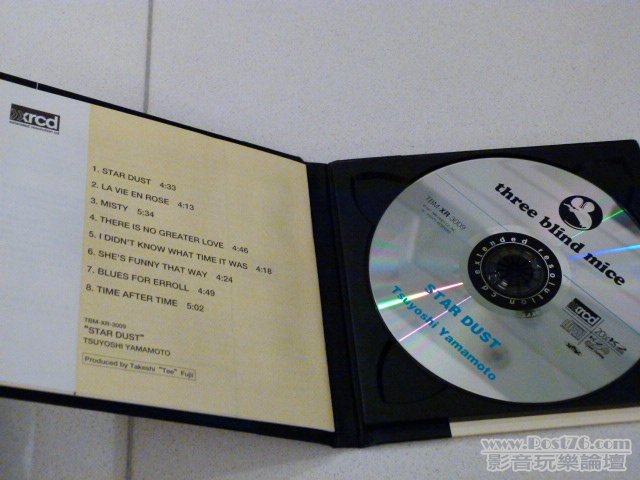 xrcd
1. STAR DUST 4:33
2. LA VIE EN ROSE 4:13
3. MISTY 5:34
4. THERE IS NO GREATER LOVE 4:46
5. I DIDN'T KNOW WHAT TIME IT WAS 4:18
6. SHE'S FUNNY THAT WAY 4:24
7. BLUES FOR ERROLL 4:49
8. TIME AFTER TIME 5:02
TBM-XR-3009
"STAR DUST"
TSUYOSHI YAMAMOTO
Produced by Takeshi "Tee" Fujii
three blind mice
TBM-XR-3009
extended resolution cd
STAR DUST
Tsuyoshi Yamamoto
xrcd
www.Post76.com
影音玩樂論壇